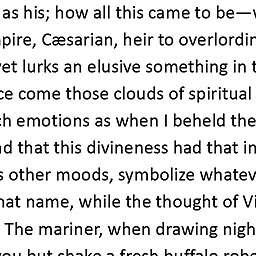 as his; how all this came to be—
pire, Cæsarian, heir to overlordin
yet lurks an elusive something in
ce come those clouds of spiritual
ch emotions as when I beheld the
nd that this divineness had that in
s other moods, symbolize whatev
hat name, while the thought of Vi
The mariner, when drawing nigh
you but shake a fresh buffalo robe